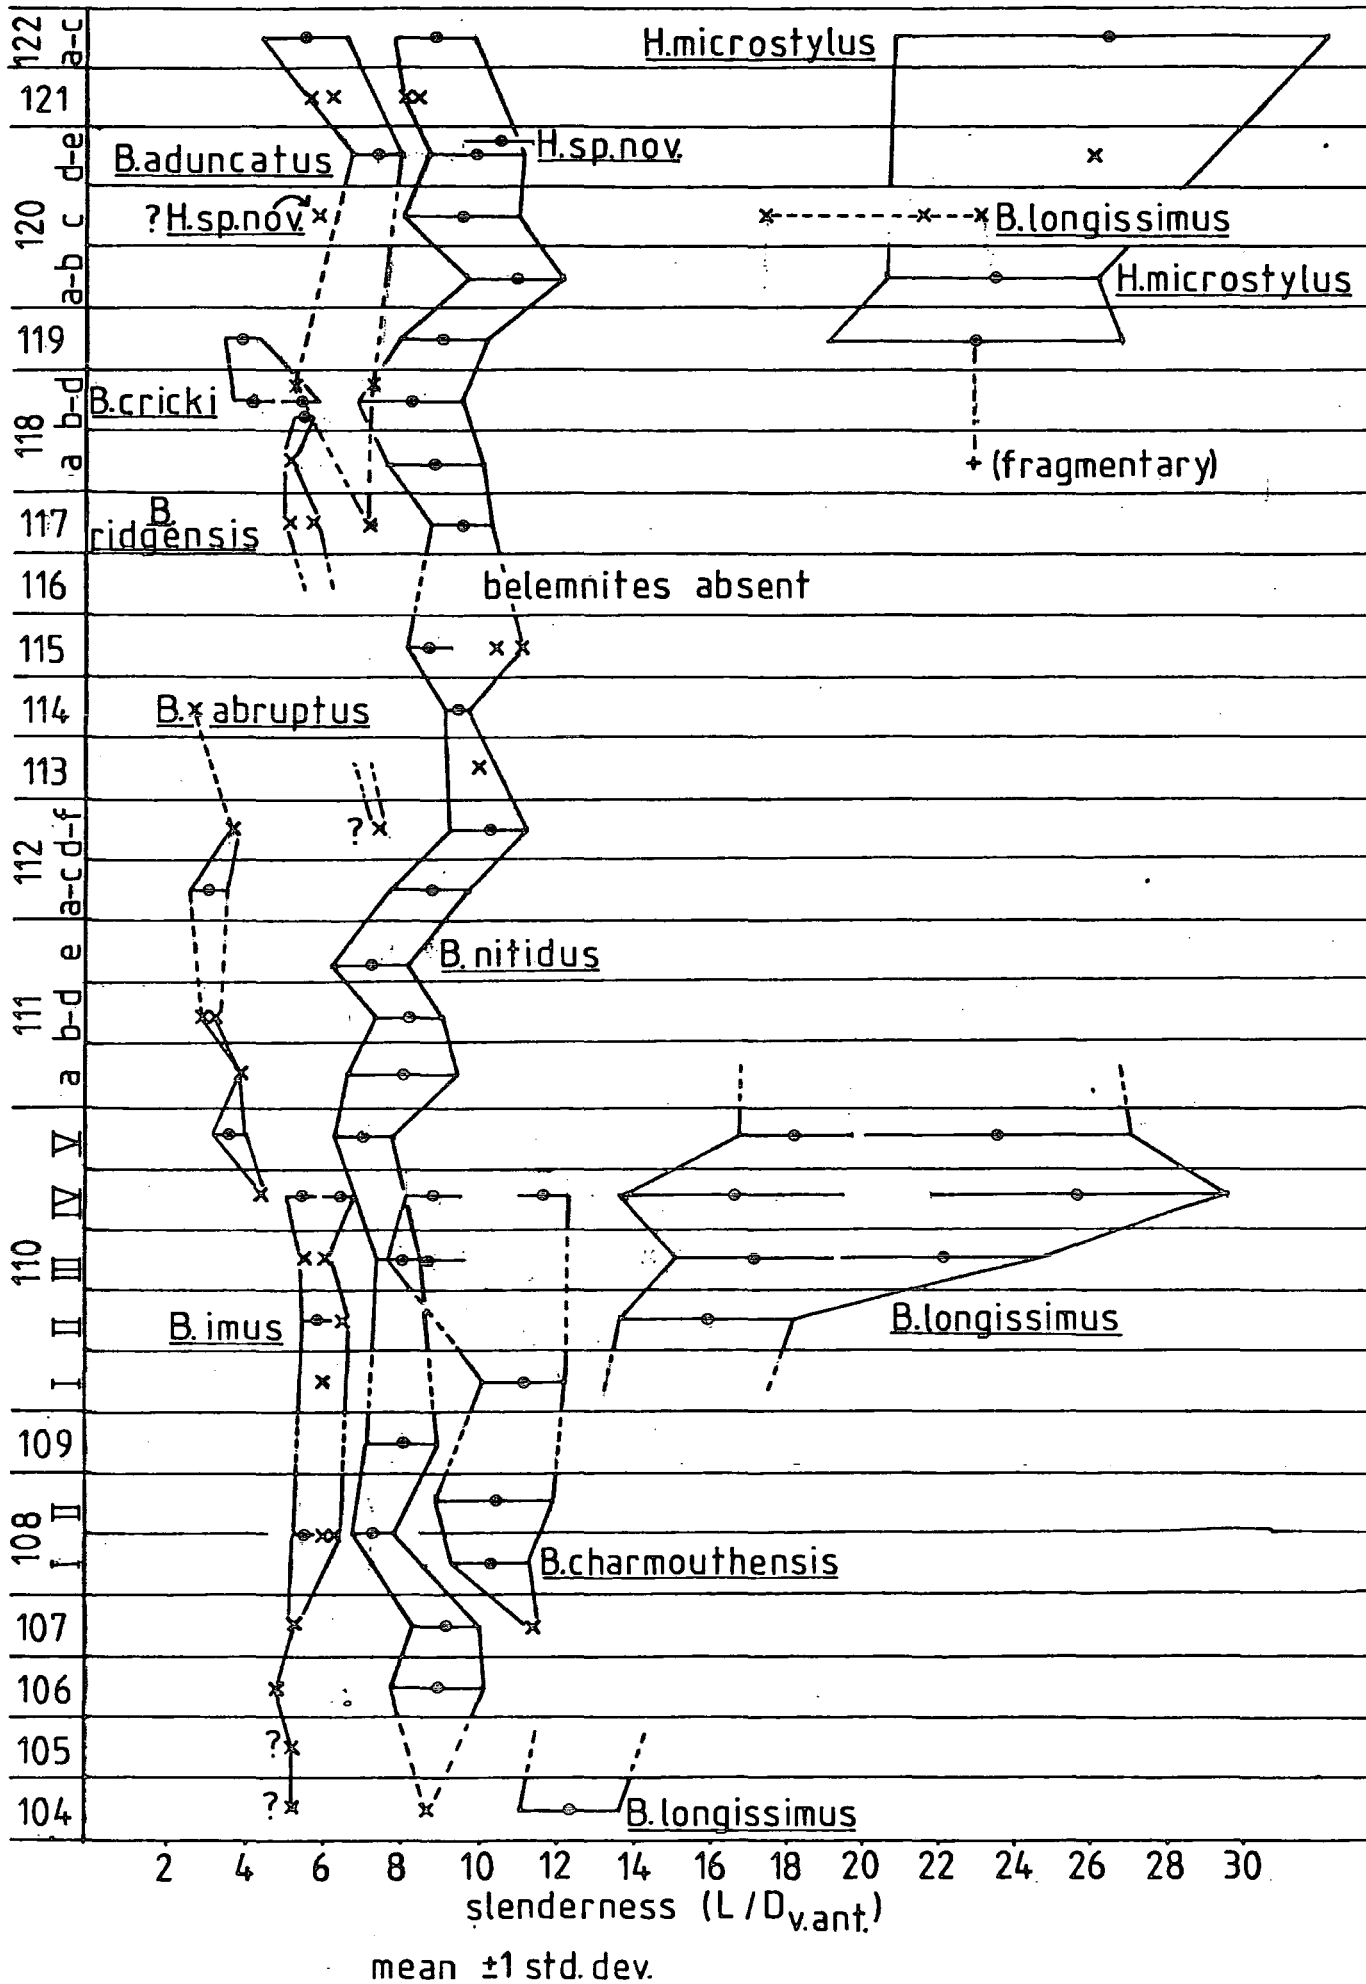 122 a-c
H.microstylus
121
d-e
B.aduncatus
H.sp.nov.
120 c
?H.sp.nov.
B.longissimus
a-b
H.microstylus
119
118 b-d
B.cricki
a
(fragmentary)
117
B.
ridgensis
116
belemnites absent
115
114
B. abruptus
113
112 d-f
?
a-c
111 e
B.nitidus
b-d
a
V
IV
110 III
II
B. imus
B.longissimus
I
109
108 II
I
B.charmouthensis
107
106
105
?
104
?
B.longissimus
2 4 6 8 10 12 14 16 18 20 22 24 26 28 30
slenderness (L/Dv.ant.)
mean ±1 std. dev.